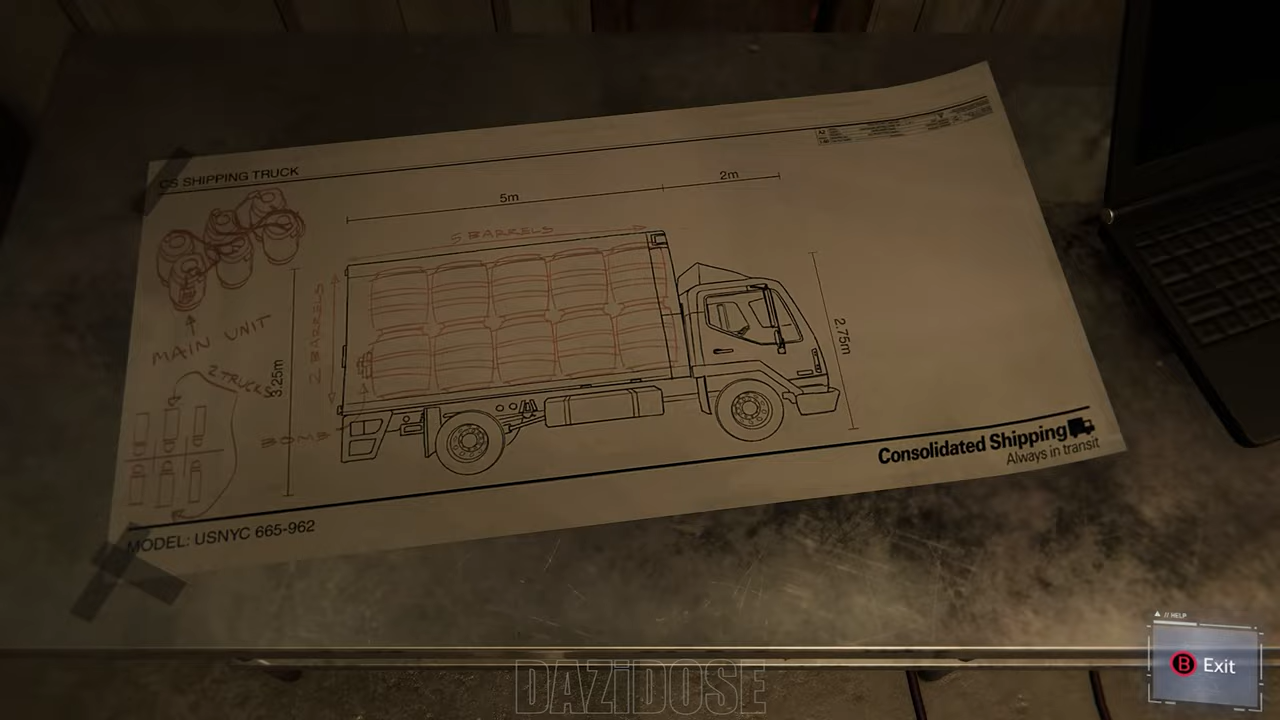 CS SHIPPING TRUCK
5m
2m
5 BARRELS
2 BARRELS
MAIN UNIT
2 TRUCKS
3.25m
2.75m
Consolidated Shipping
Always in transit
MODEL: USNYC 665-962
// HELP
B Exit
DAZiDOSE